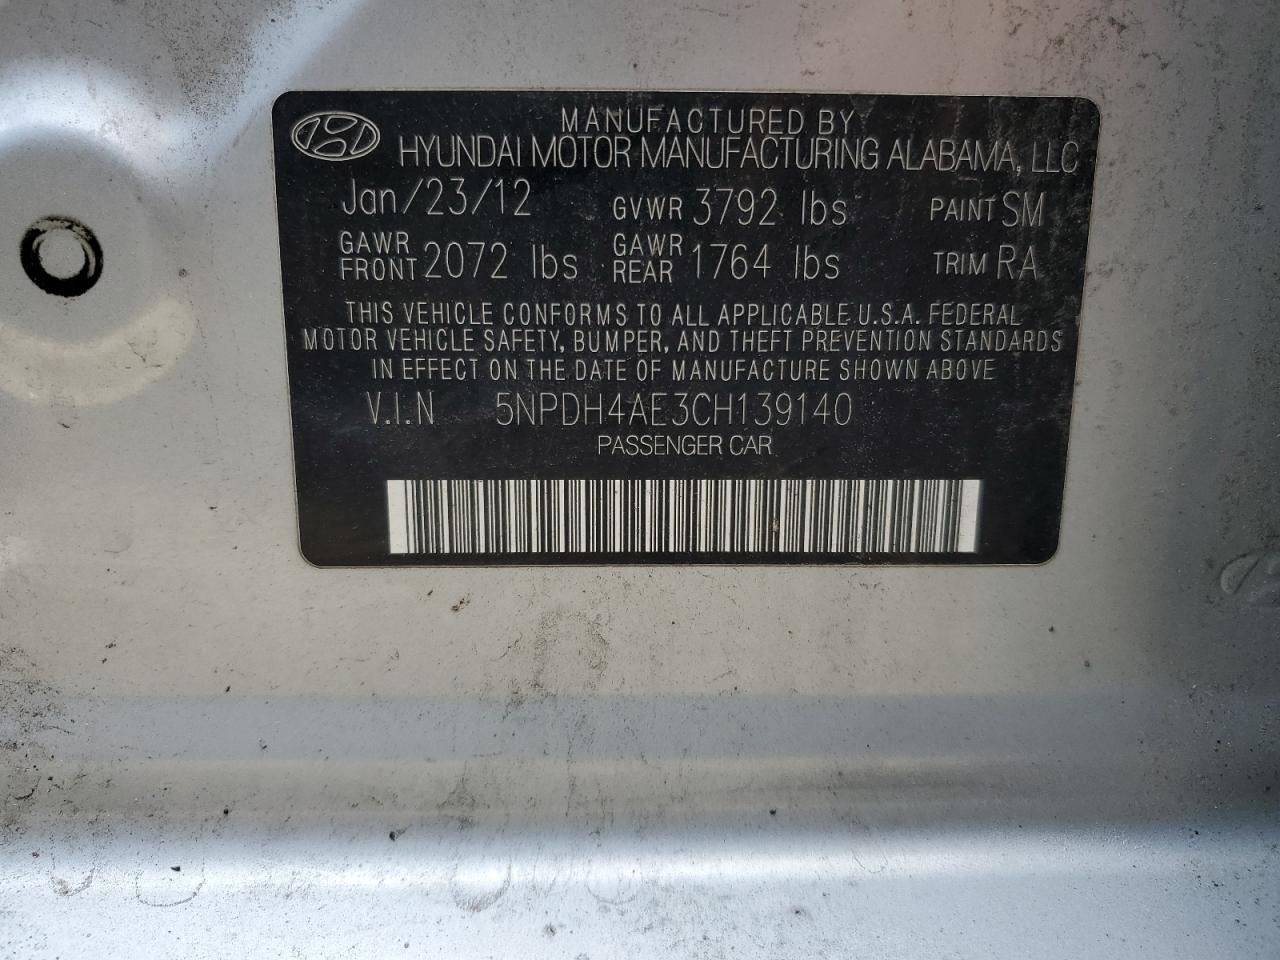 MANUFACTURED BY
HYUNDAI MOTOR MANUFACTURING ALABAMA, LLC
Jan/23/12 GVWR 3792 lbs PAINT SM
GAWR FRONT 2072 lbs GAWR REAR 1764 lbs TRIM RA
THIS VEHICLE CONFORMS TO ALL APPLICABLE U.S.A. FEDERAL
MOTOR VEHICLE SAFETY, BUMPER, AND THEFT PREVENTION STANDARDS
IN EFFECT ON THE DATE OF MANUFACTURE SHOWN ABOVE
V.I.N 5NPDH4AE3CH139140
PASSENGER CAR